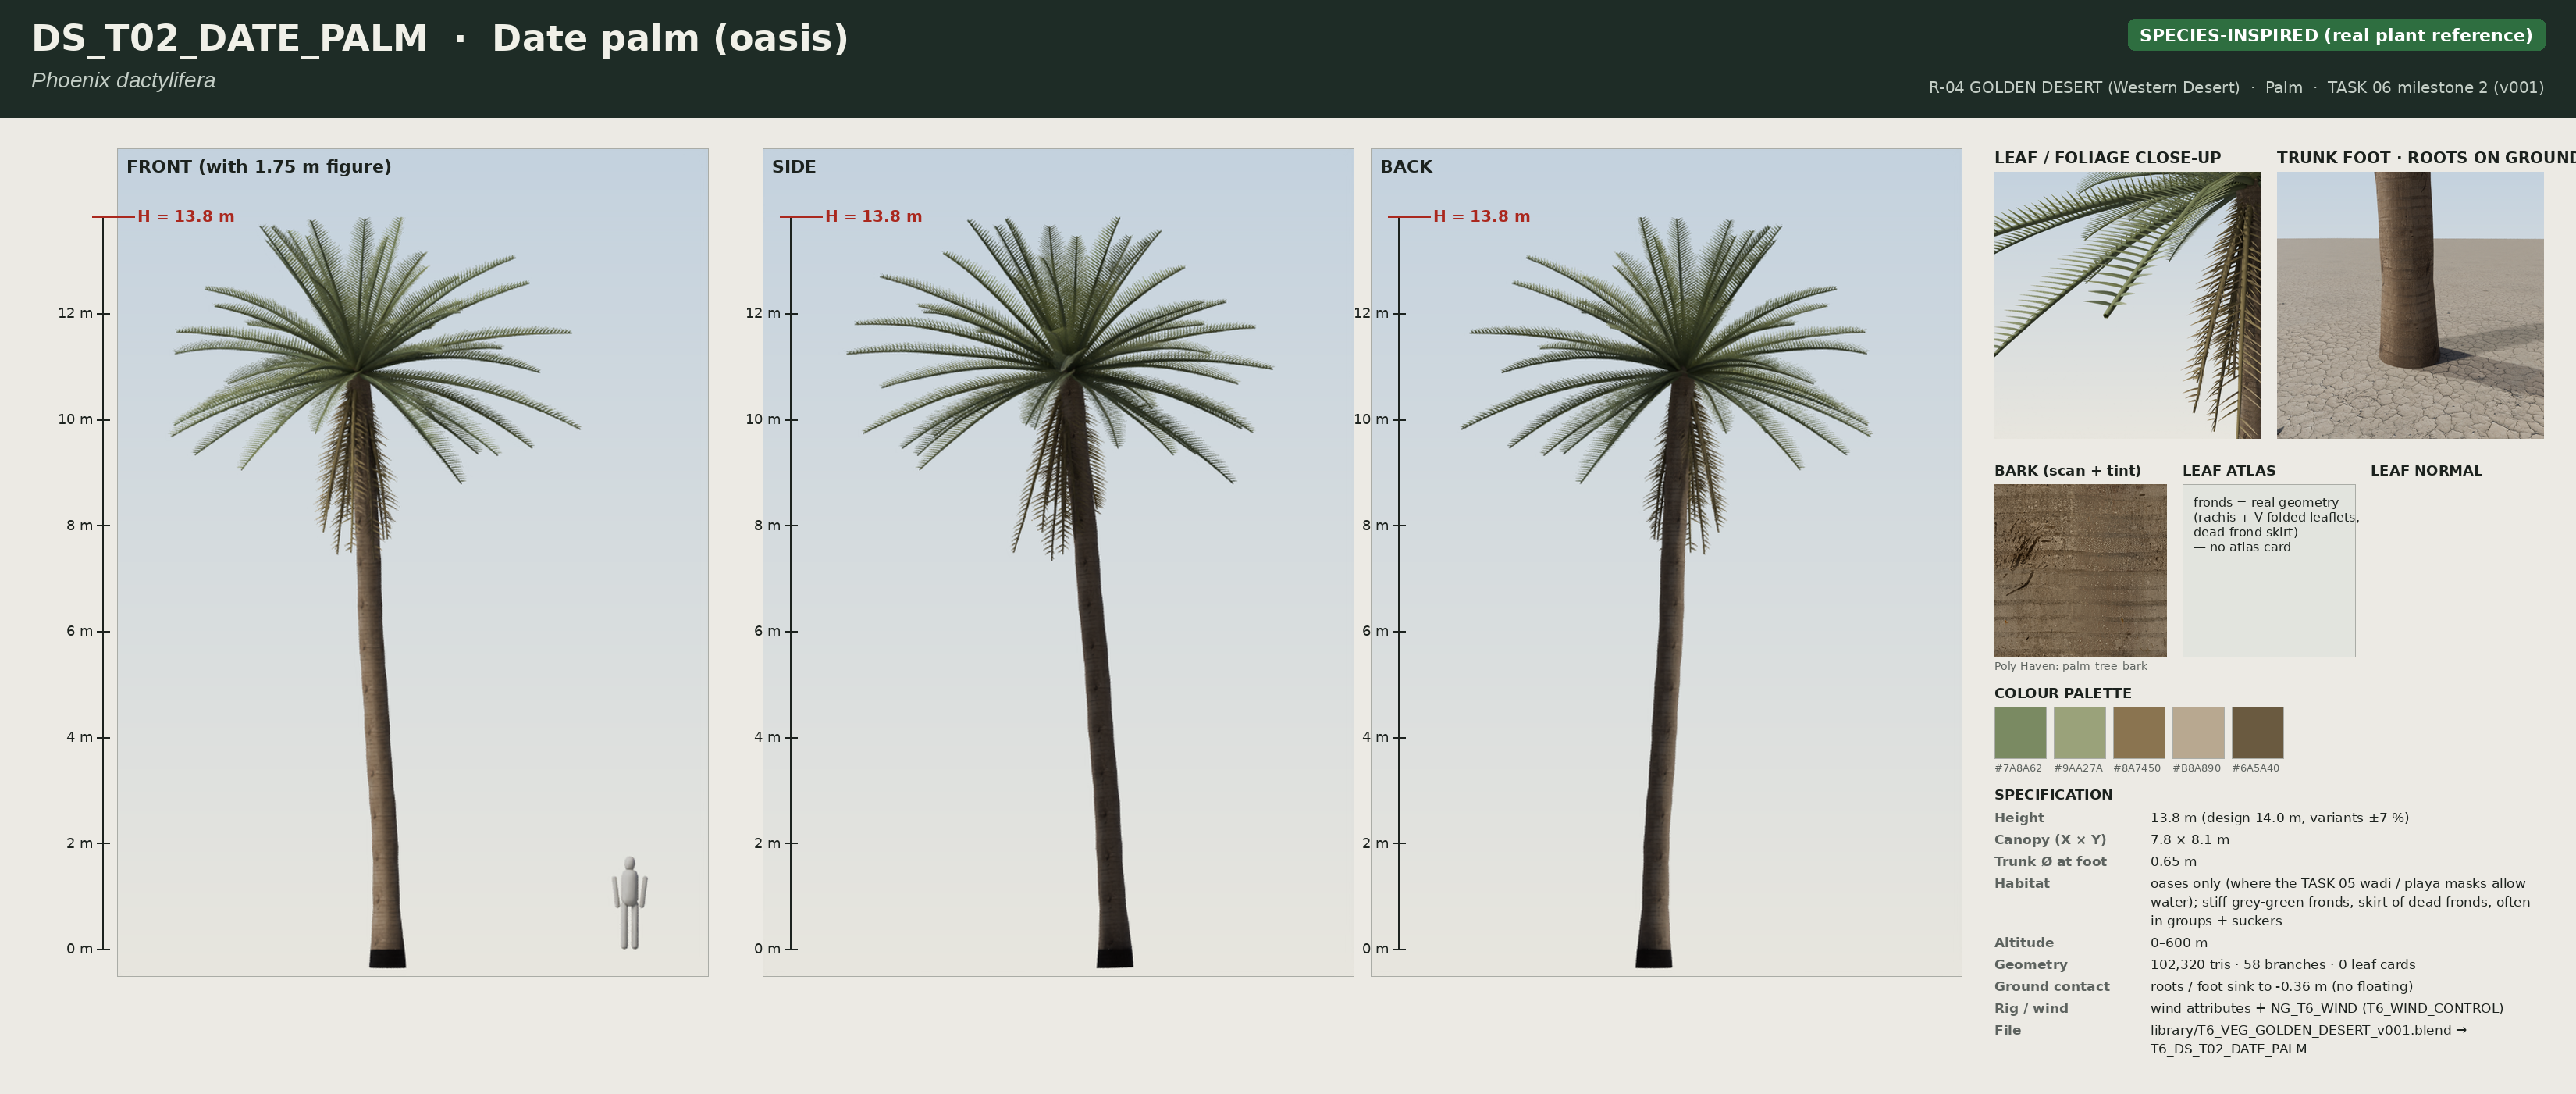 DS_T02_DATE_PALM · Date palm (oasis)
Phoenix dactylifera
SPECIES-INSPIRED (real plant reference)
R-04 GOLDEN DESERT (Western Desert) · Palm · TASK 06 milestone 2 (v001)
FRONT (with 1.75 m figure)
H = 13.8 m
12 m
10 m
8 m
6 m
4 m
2 m
0 m
SIDE
H = 13.8 m
12 m
10 m
8 m
6 m
4 m
2 m
0 m
BACK
H = 13.8 m
12 m
10 m
8 m
6 m
4 m
2 m
0 m
LEAF / FOLIAGE CLOSE-UP
TRUNK FOOT · ROOTS ON GROUND
BARK (scan + tint)
LEAF ATLAS
LEAF NORMAL
fronds = real geometry
(rachis + V-folded leaflets,
dead-frond skirt)
— no atlas card
Poly Haven: palm_tree_bark
COLOUR PALETTE
#7A8A62 #9AA27A #8A7450 #B8A890 #6A5A40
SPECIFICATION
Height 13.8 m (design 14.0 m, variants ±7 %)
Canopy (X × Y) 7.8 × 8.1 m
Trunk Ø at foot 0.65 m
Habitat oases only (where the TASK 05 wadi / playa masks allow
water); stiff grey-green fronds, skirt of dead fronds, often
in groups + suckers
Altitude 0–600 m
Geometry 102,320 tris · 58 branches · 0 leaf cards
Ground contact roots / foot sink to -0.36 m (no floating)
Rig / wind wind attributes + NG_T6_WIND (T6_WIND_CONTROL)
File library/T6_VEG_GOLDEN_DESERT_v001.blend →
T6_DS_T02_DATE_PALM